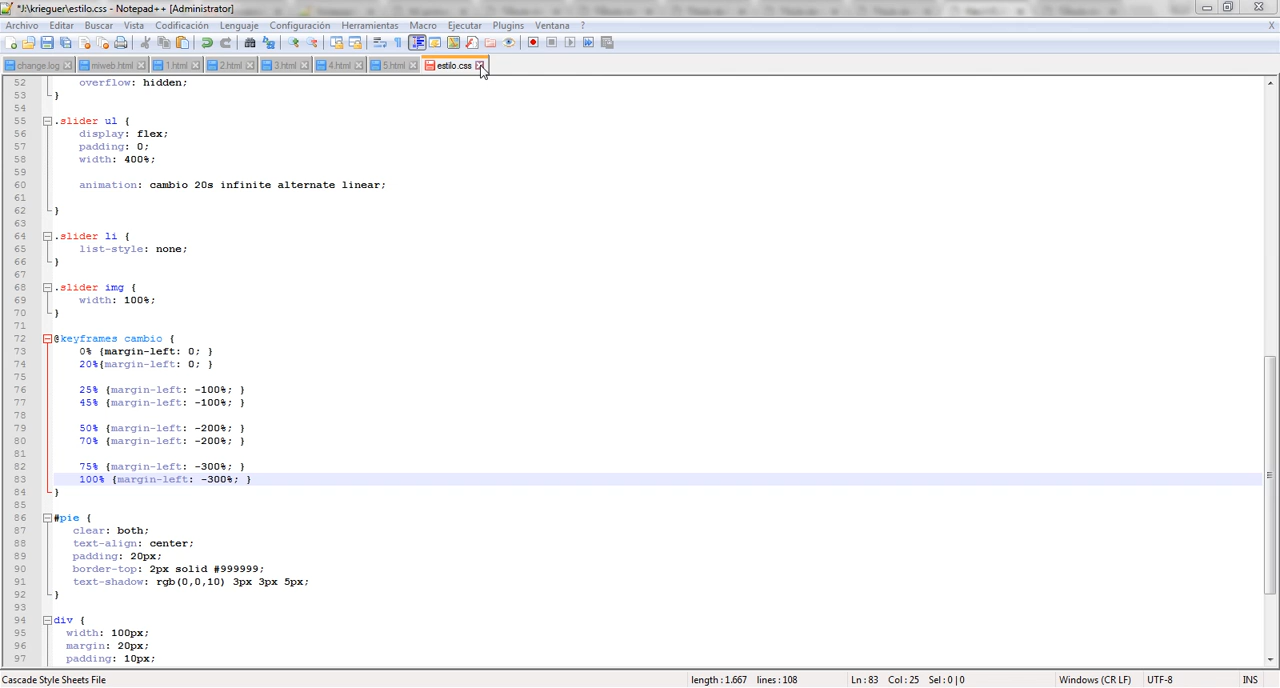 *J:\krieguer\estilo.css - Notepad++ [Administrator]
Archivo Editar Buscar Vista Codificación Lenguaje Configuración Herramientas Macro Ejecutar Plugins Ventana ? X
change.log miweb.html 1.html 2.html 3.html 4.html 5.html estilo.css
52 overflow: hidden;
53 }
54
55 .slider ul {
56 display: flex;
57 padding: 0;
58 width: 400%;
59
60 animation: cambio 20s infinite alternate linear;
61
62 }
63
64 .slider li {
65 list-style: none;
66 }
67
68 .slider img {
69 width: 100%;
70 }
71
72 @keyframes cambio {
73 0% {margin-left: 0; }
74 20%{margin-left: 0; }
75
76 25% {margin-left: -100%; }
77 45% {margin-left: -100%; }
78
79 50% {margin-left: -200%; }
80 70% {margin-left: -200%; }
81
82 75% {margin-left: -300%; }
83 100% {margin-left: -300%; }
84 }
85
86 #pie {
87 clear: both;
88 text-align: center;
89 padding: 20px;
90 border-top: 2px solid #999999;
91 text-shadow: rgb(0,0,10) 3px 3px 5px;
92 }
93
94 div {
95 width: 100px;
96 margin: 20px;
97 padding: 10px;
Cascade Style Sheets File length : 1.667 lines : 108 Ln : 83 Col : 25 Sel : 0 | 0 Windows (CR LF) UTF-8 INS